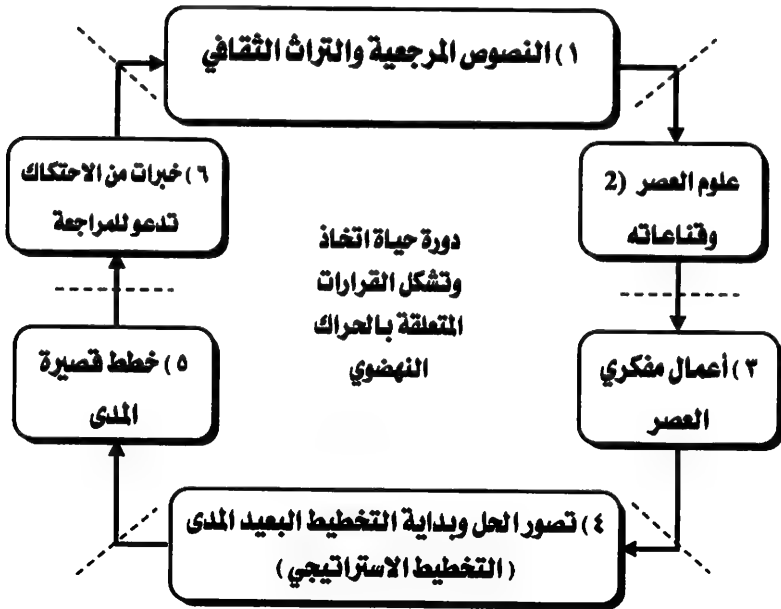 ١) النصوص المرجعية والتراث الثقافي
علوم العصر (2
وقناعاته
٣) أعمال مفكري
العصر
٤) تصور الحل وبداية التخطيط البعيد المدى
(التخطيط الاستراتيجي)
٥) خطط قصيرة
المدى
٦) خبرات من الاحتكاك
تدعو للمراجعة
دورة حياة اتخاذ
وتشكل القرارات
المتعلقة بالحراك
النهضوي